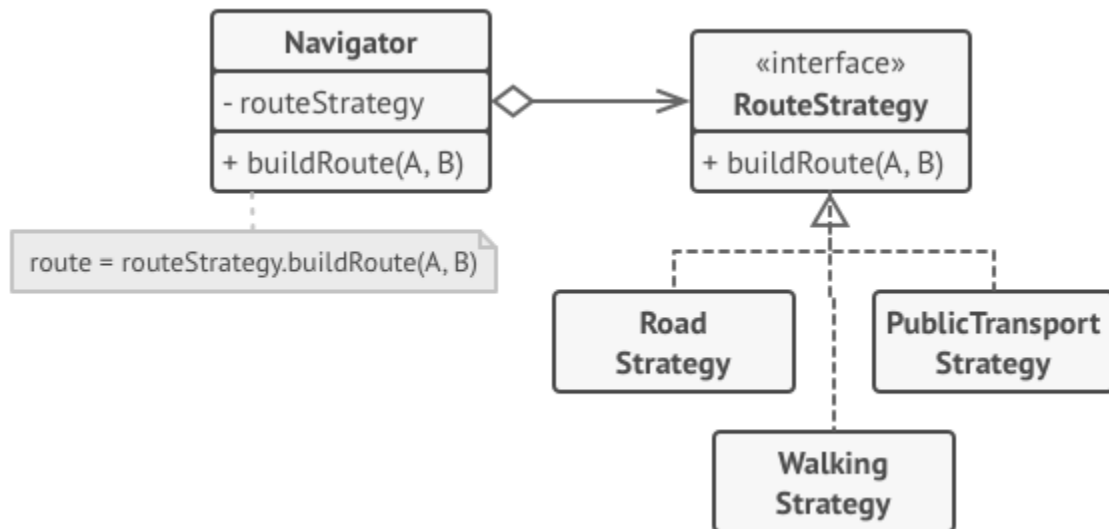 Navigator
- routeStrategy
+ buildRoute(A, B)
route = routeStrategy.buildRoute(A, B)
«interface»
RouteStrategy
+ buildRoute(A, B)
Road
Strategy
PublicTransport
Strategy
Walking
Strategy